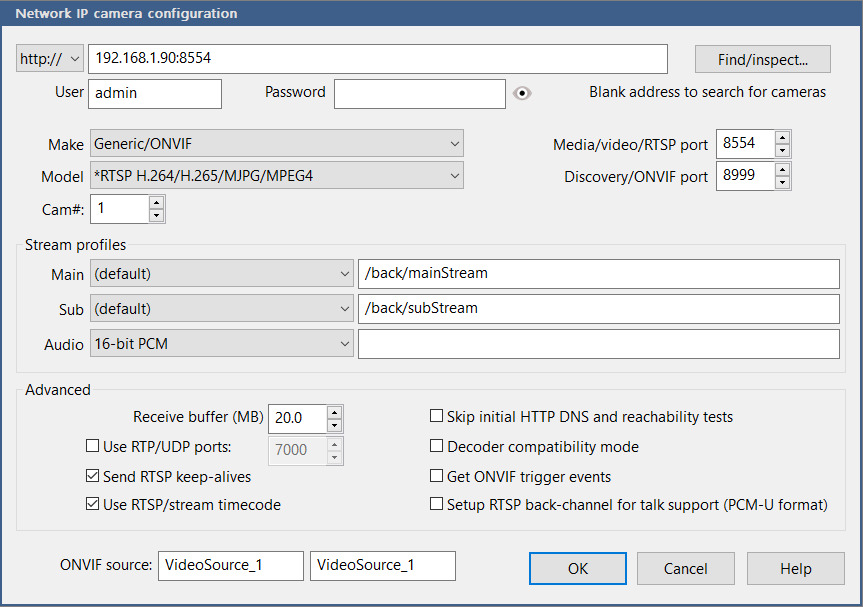 Network IP camera configuration
http:// 192.168.1.90:8554 Find/inspect...
User admin Password Blank address to search for cameras
Make Generic/ONVIF Media/video/RTSP port 8554
Model *RTSP H.264/H.265/MJPG/MPEG4 Discovery/ONVIF port 8999
Cam#: 1
Stream profiles
Main (default) /back/mainStream
Sub (default) /back/subStream
Audio 16-bit PCM
Advanced
Receive buffer (MB) 20.0 Skip initial HTTP DNS and reachability tests
Use RTP/UDP ports: 7000 Decoder compatibility mode
Send RTSP keep-alives Get ONVIF trigger events
Use RTSP/stream timecode Setup RTSP back-channel for talk support (PCM-U format)
ONVIF source: VideoSource_1 VideoSource_1 OK Cancel Help